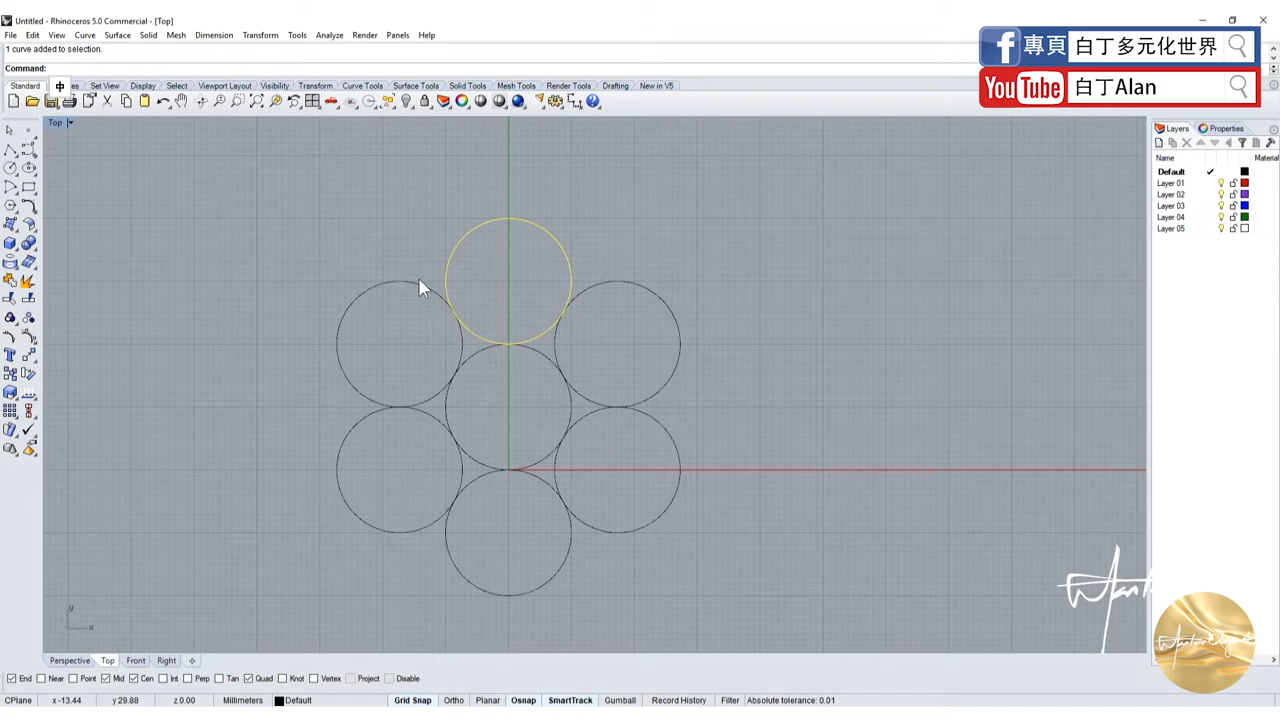 Untitled - Rhinoceros 5.0 Commercial - [Top]
File Edit View Curve Surface Solid Mesh Dimension Transform Tools Analyze Render Panels Help
1 curve added to selection.
Command:
專頁 白丁多元化世界
YouTube 白丁Alan
Standard 中 es Set View Display Select Viewport Layout Visibility Transform Curve Tools Surface Tools Solid Tools Mesh Tools Render Tools Drafting New in V5
Top
Layers Properties
Name Material
Default
Layer 01
Layer 02
Layer 03
Layer 04
Layer 05
y
x
Perspective Top Front Right
End Near Point Mid Cen Int Perp Tan Quad Knot Vertex Project Disable
CPlane x -13.44 y 29.88 z 0.00 Millimeters Default Grid Snap Ortho Planar Osnap SmartTrack Gumball Record History Filter Absolute tolerance: 0.01